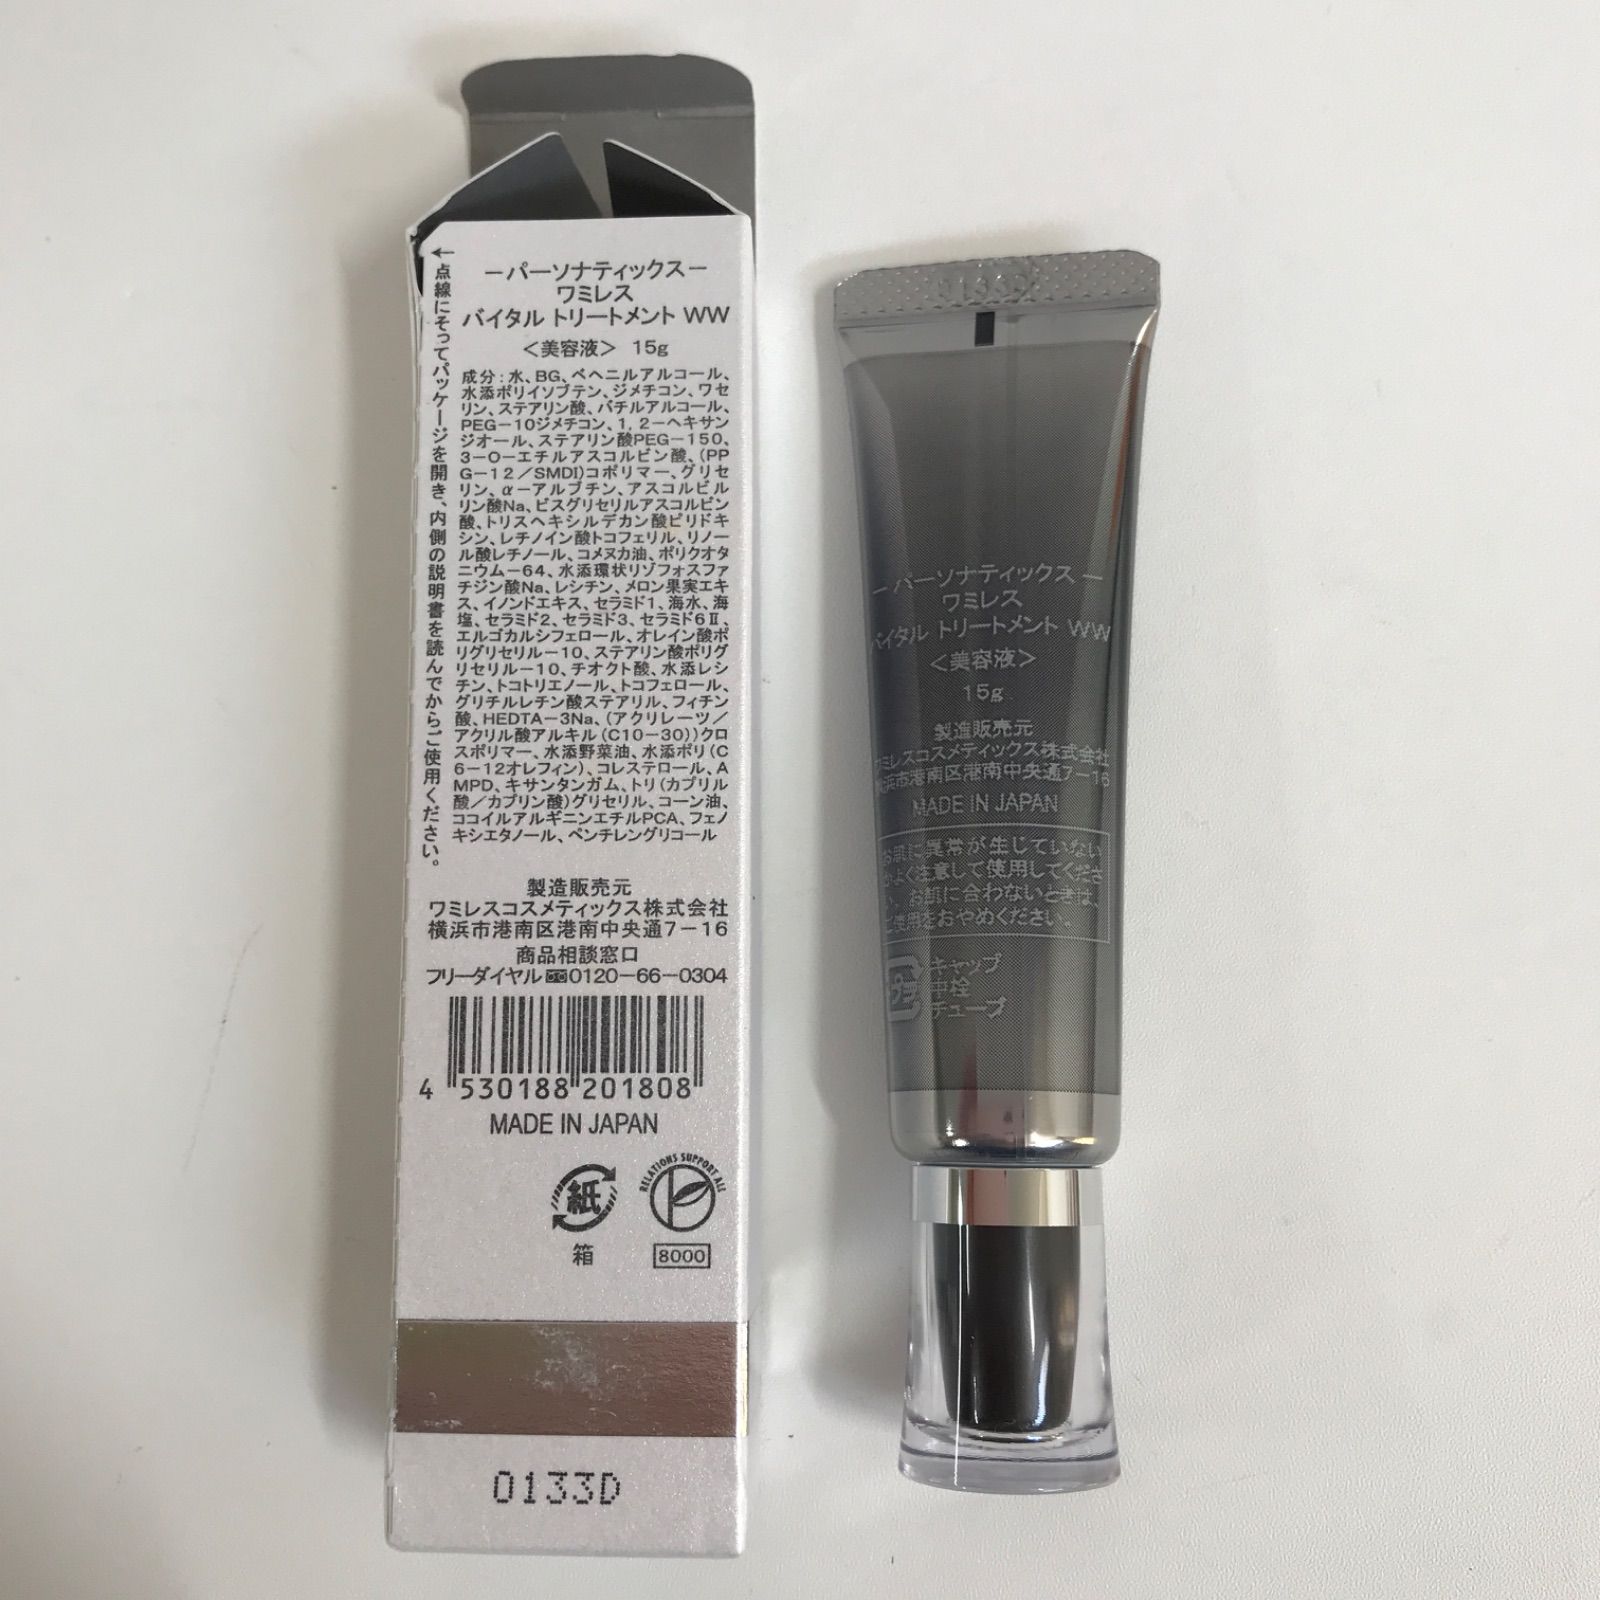 ←点線にそってパッケージを開き、内側の説明書を読んでからご使用ください。
－パーソナティックス－
ワミレス
バイタル トリートメント WW
＜美容液＞ 15g
成分：水、BG、ベヘニルアルコール、
水添ポリイソブテン、ジメチコン、ワセ
リン、ステアリン酸、バチルアルコール、
PEG－10ジメチコン、1, 2－ヘキサン
ジオール、ステアリン酸PEG－150、
3－O－エチルアスコルビン酸、(PP
G－12／SMDI)コポリマー、グリセ
リン、α－アルブチン、アスコルビル
リン酸Na、ビスグリセリルアスコルビン
酸、トリスヘキシルデカン酸ピリドキ
シン、レチノイン酸トコフェリル、リノー
ル酸レチノール、コメヌカ油、ポリクオタ
ニウム－64、水添環状リゾフォスファ
チジン酸Na、レシチン、メロン果実エキ
ス、イノンドエキス、セラミド1、海水、海
塩、セラミド2、セラミド3、セラミド6Ⅱ、
エルゴカルシフェロール、オレイン酸ポ
リグリセリル－10、ステアリン酸ポリグ
リセリル－10、チオクト酸、水添レシ
チン、トコトリエノール、トコフェロール、
グリチルレチン酸ステアリル、フィチン
酸、HEDTA－3Na、(アクリレーツ／
アクリル酸アルキル(C10－30))クロ
スポリマー、水添野菜油、水添ポリ(C
6－12オレフィン)、コレステロール、A
MPD、キサンタンガム、トリ(カプリル
酸／カプリン酸)グリセリル、コーン油、
ココイルアルギニンエチルPCA、フェノ
キシエタノール、ペンチレングリコール
製造販売元
ワミレスコスメティックス株式会社
横浜市港南区港南中央通7－16
商品相談窓口
フリーダイヤル 0120－66－0304
4 530188 201808
MADE IN JAPAN
紙
箱
RELATIONS SUPPORT ALL
8000
0133D
0133D
－パーソナティックス－
ワミレス
バイタル トリートメント WW
＜美容液＞
15g
製造販売元
ワミレスコスメティックス株式会社
横浜市港南区港南中央通7－16
MADE IN JAPAN
お肌に異常が生じていない
かよく注意して使用してくださ
い。お肌に合わないときは、
ご使用をおやめください。
プラ
キャップ
中栓
チューブ